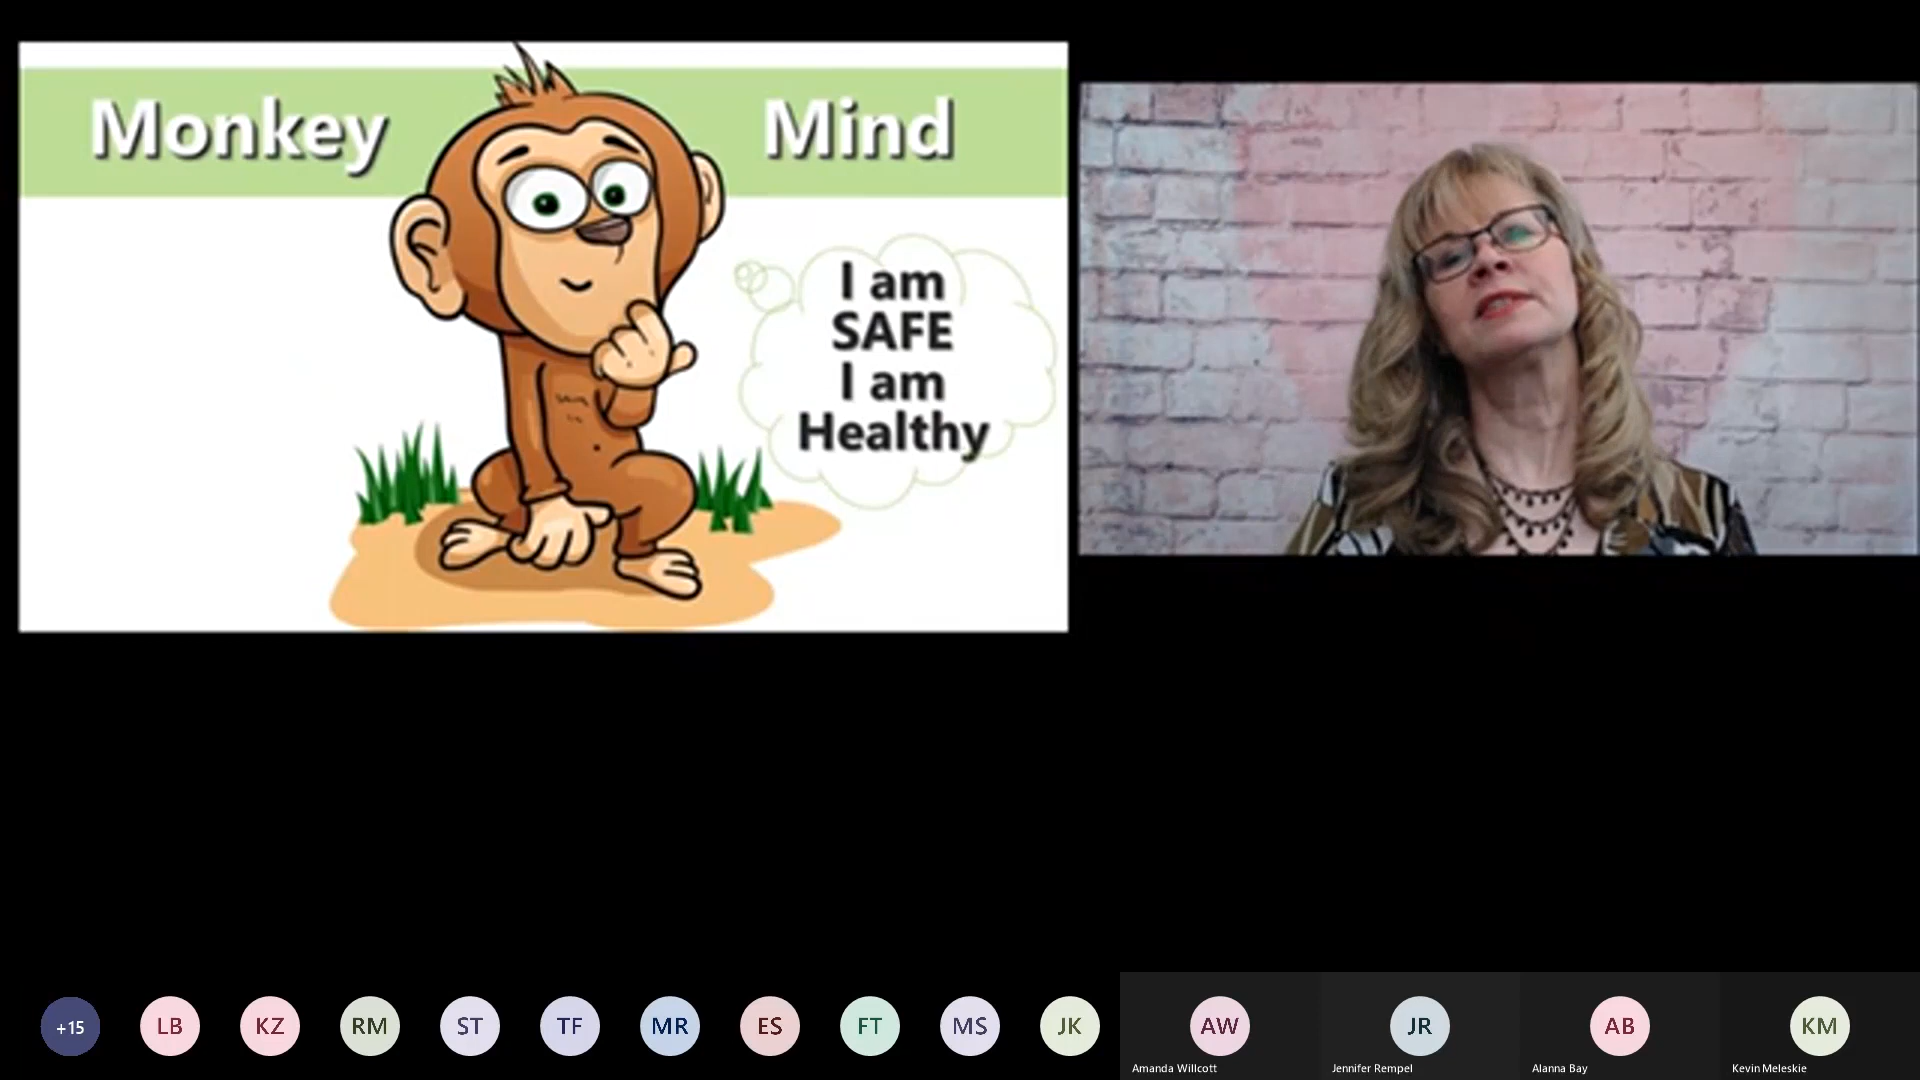 Monkey Mind
I am
SAFE
I am
Healthy
+15
LB
KZ
RM
ST
TF
MR
ES
FT
MS
JK
AW
JR
AB
KM
Amanda Willcott
Jennifer Rempel
Alanna Bay
Kevin Meleskie